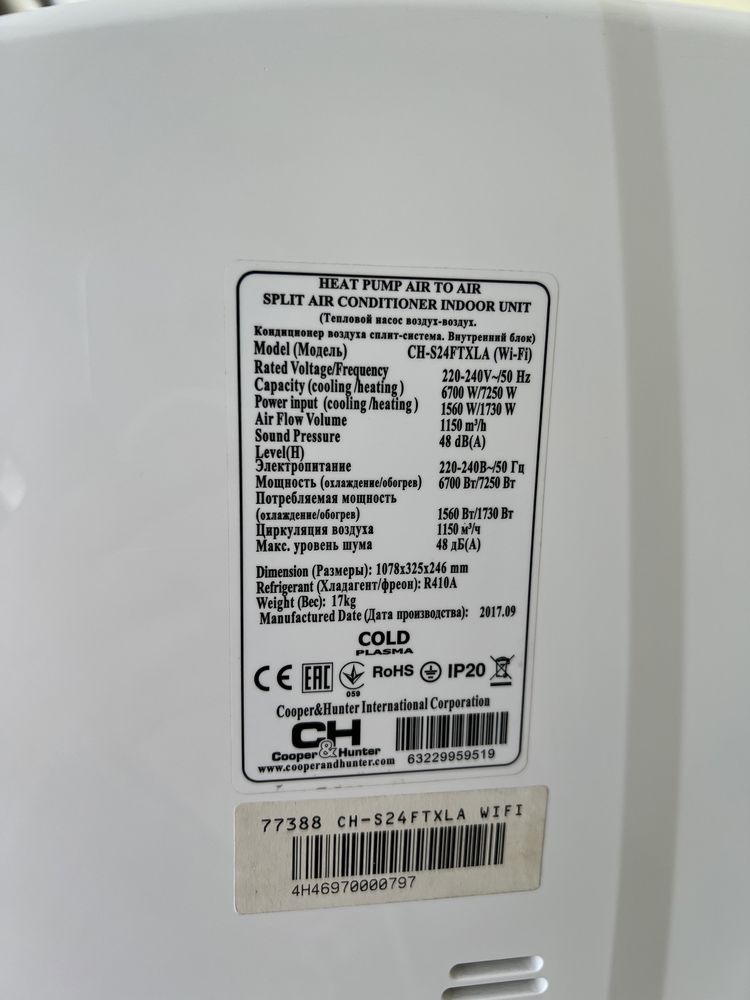 HEAT PUMP AIR TO AIR
SPLIT AIR CONDITIONER INDOOR UNIT
(Тепловой насос воздух-воздух.
Кондиционер воздуха сплит-система. Внутренний блок)
Model (Модель) CH-S24FTXLA (Wi-Fi)
Rated Voltage/Frequency 220-240V~/50 Hz
Capacity (cooling /heating) 6700 W/7250 W
Power input (cooling /heating) 1560 W/1730 W
Air Flow Volume 1150 m³/h
Sound Pressure 48 dB(A)
Level(H)
Электропитание 220-240В~/50 Гц
Мощность (охлаждение/обогрев) 6700 Вт/7250 Вт
Потребляемая мощность
(охлаждение/обогрев) 1560 Вт/1730 Вт
Циркуляция воздуха 1150 м³/ч
Макс. уровень шума 48 дБ(А)
Dimension (Размеры): 1078x325x246 mm
Refrigerant (Хладагент/фреон): R410A
Weight (Вес): 17kg
Manufactured Date (Дата производства): 2017.09
COLD
PLASMA
CE EAC RoHS IP20
059
Cooper&Hunter International Corporation
CH
Cooper & Hunter 63229959519
www.cooperandhunter.com
77388 CH-S24FTXLA WIFI
4H46970000797